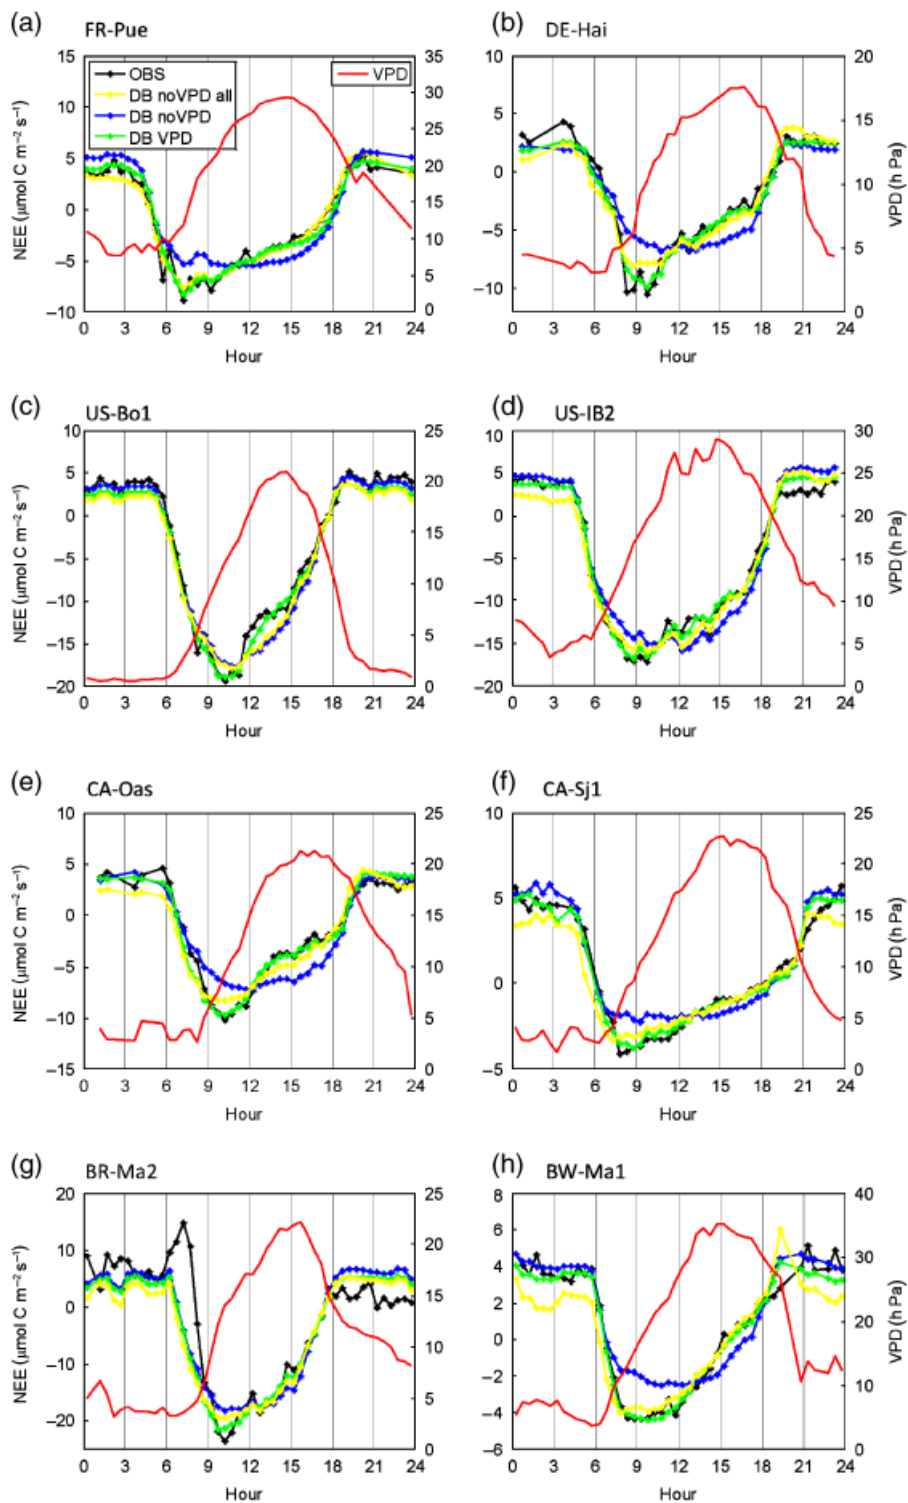 (a) FR-Pue
(b) DE-Hai
15 10 5 0 –5 –10
NEE (μmol C m⁻² s⁻¹)
OBS
DB noVPD all
DB noVPD
DB VPD
VPD
35 30 25 20 15 10 5 0
0 3 6 9 12 15 18 21 24
Hour
10 5 0 –5 –10
20 15 10 5 0
VPD (h Pa)
0 3 6 9 12 15 18 21 24
Hour
(c) US-Bo1
(d) US-IB2
10 5 0 –5 –10 –15 –20
NEE (μmol C m⁻² s⁻¹)
25 20 15 10 5 0
0 3 6 9 12 15 18 21 24
Hour
10 5 0 –5 –10 –15 –20
30 25 20 15 10 5 0
VPD (h Pa)
0 3 6 9 12 15 18 21 24
Hour
(e) CA-Oas
(f) CA-Sj1
10 5 0 –5 –10 –15
NEE (μmol C m⁻² s⁻¹)
25 20 15 10 5 0
0 3 6 9 12 15 18 21 24
Hour
10 5 0 –5
25 20 15 10 5 0
VPD (h Pa)
0 3 6 9 12 15 18 21 24
Hour
(g) BR-Ma2
(h) BW-Ma1
20 10 0 –10 –20
NEE (μmol C m⁻² s⁻¹)
25 20 15 10 5 0
0 3 6 9 12 15 18 21 24
Hour
8 6 4 2 0 –2 –4 –6
40 30 20 10 0
VPD (h Pa)
0 3 6 9 12 15 18 21 24
Hour